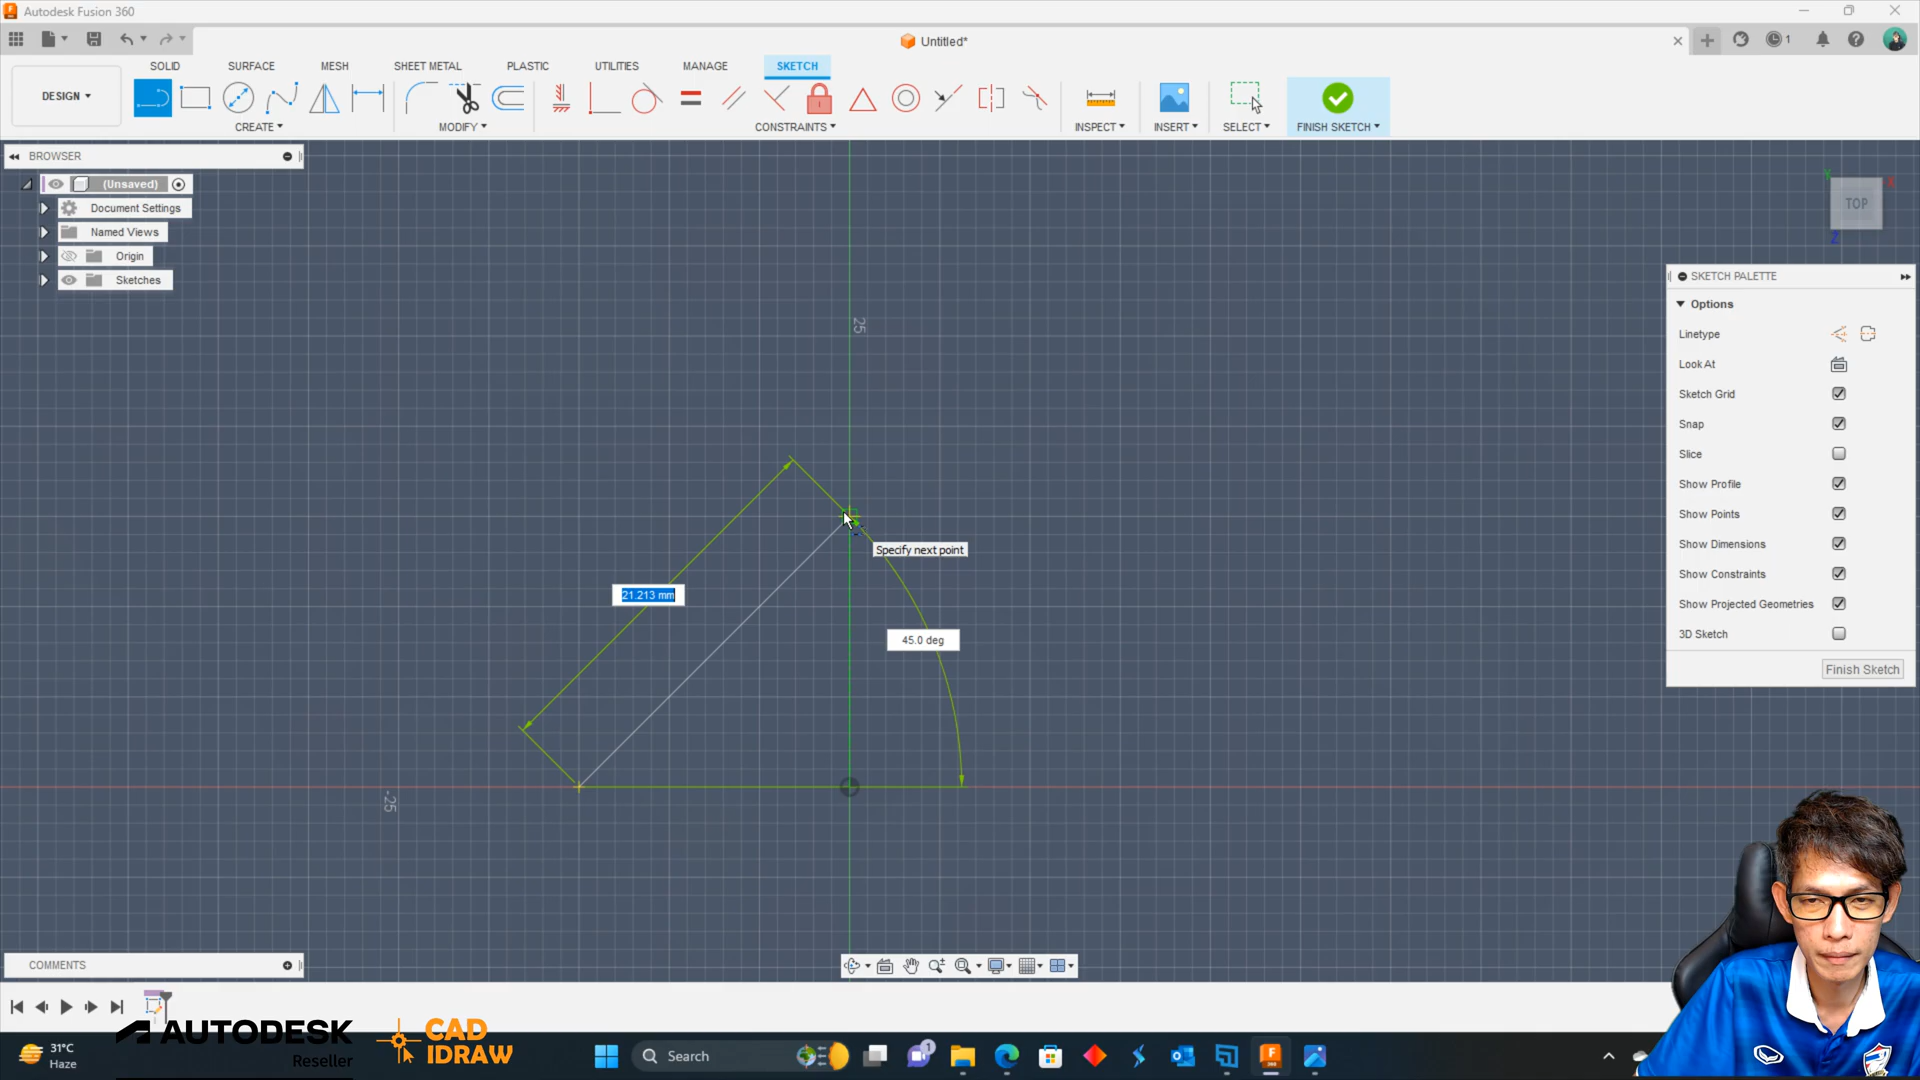 Autodesk Fusion 360
Untitled*
1
DESIGN
SOLID
SURFACE
MESH
SHEET METAL
PLASTIC
UTILITIES
MANAGE
SKETCH
CREATE
MODIFY
CONSTRAINTS
INSPECT
INSERT
SELECT
FINISH SKETCH
BROWSER
(Unsaved)
Document Settings
Named Views
Origin
Sketches
TOP
Y
X
Z
25
-25
Specify next point
21.213 mm
45.0 deg
SKETCH PALETTE
Options
Linetype
Look At
Sketch Grid
Snap
Slice
Show Profile
Show Points
Show Dimensions
Show Constraints
Show Projected Geometries
3D Sketch
Finish Sketch
COMMENTS
AUTODESK
Reseller
CAD
IDRAW
31°C
Haze
Search
1